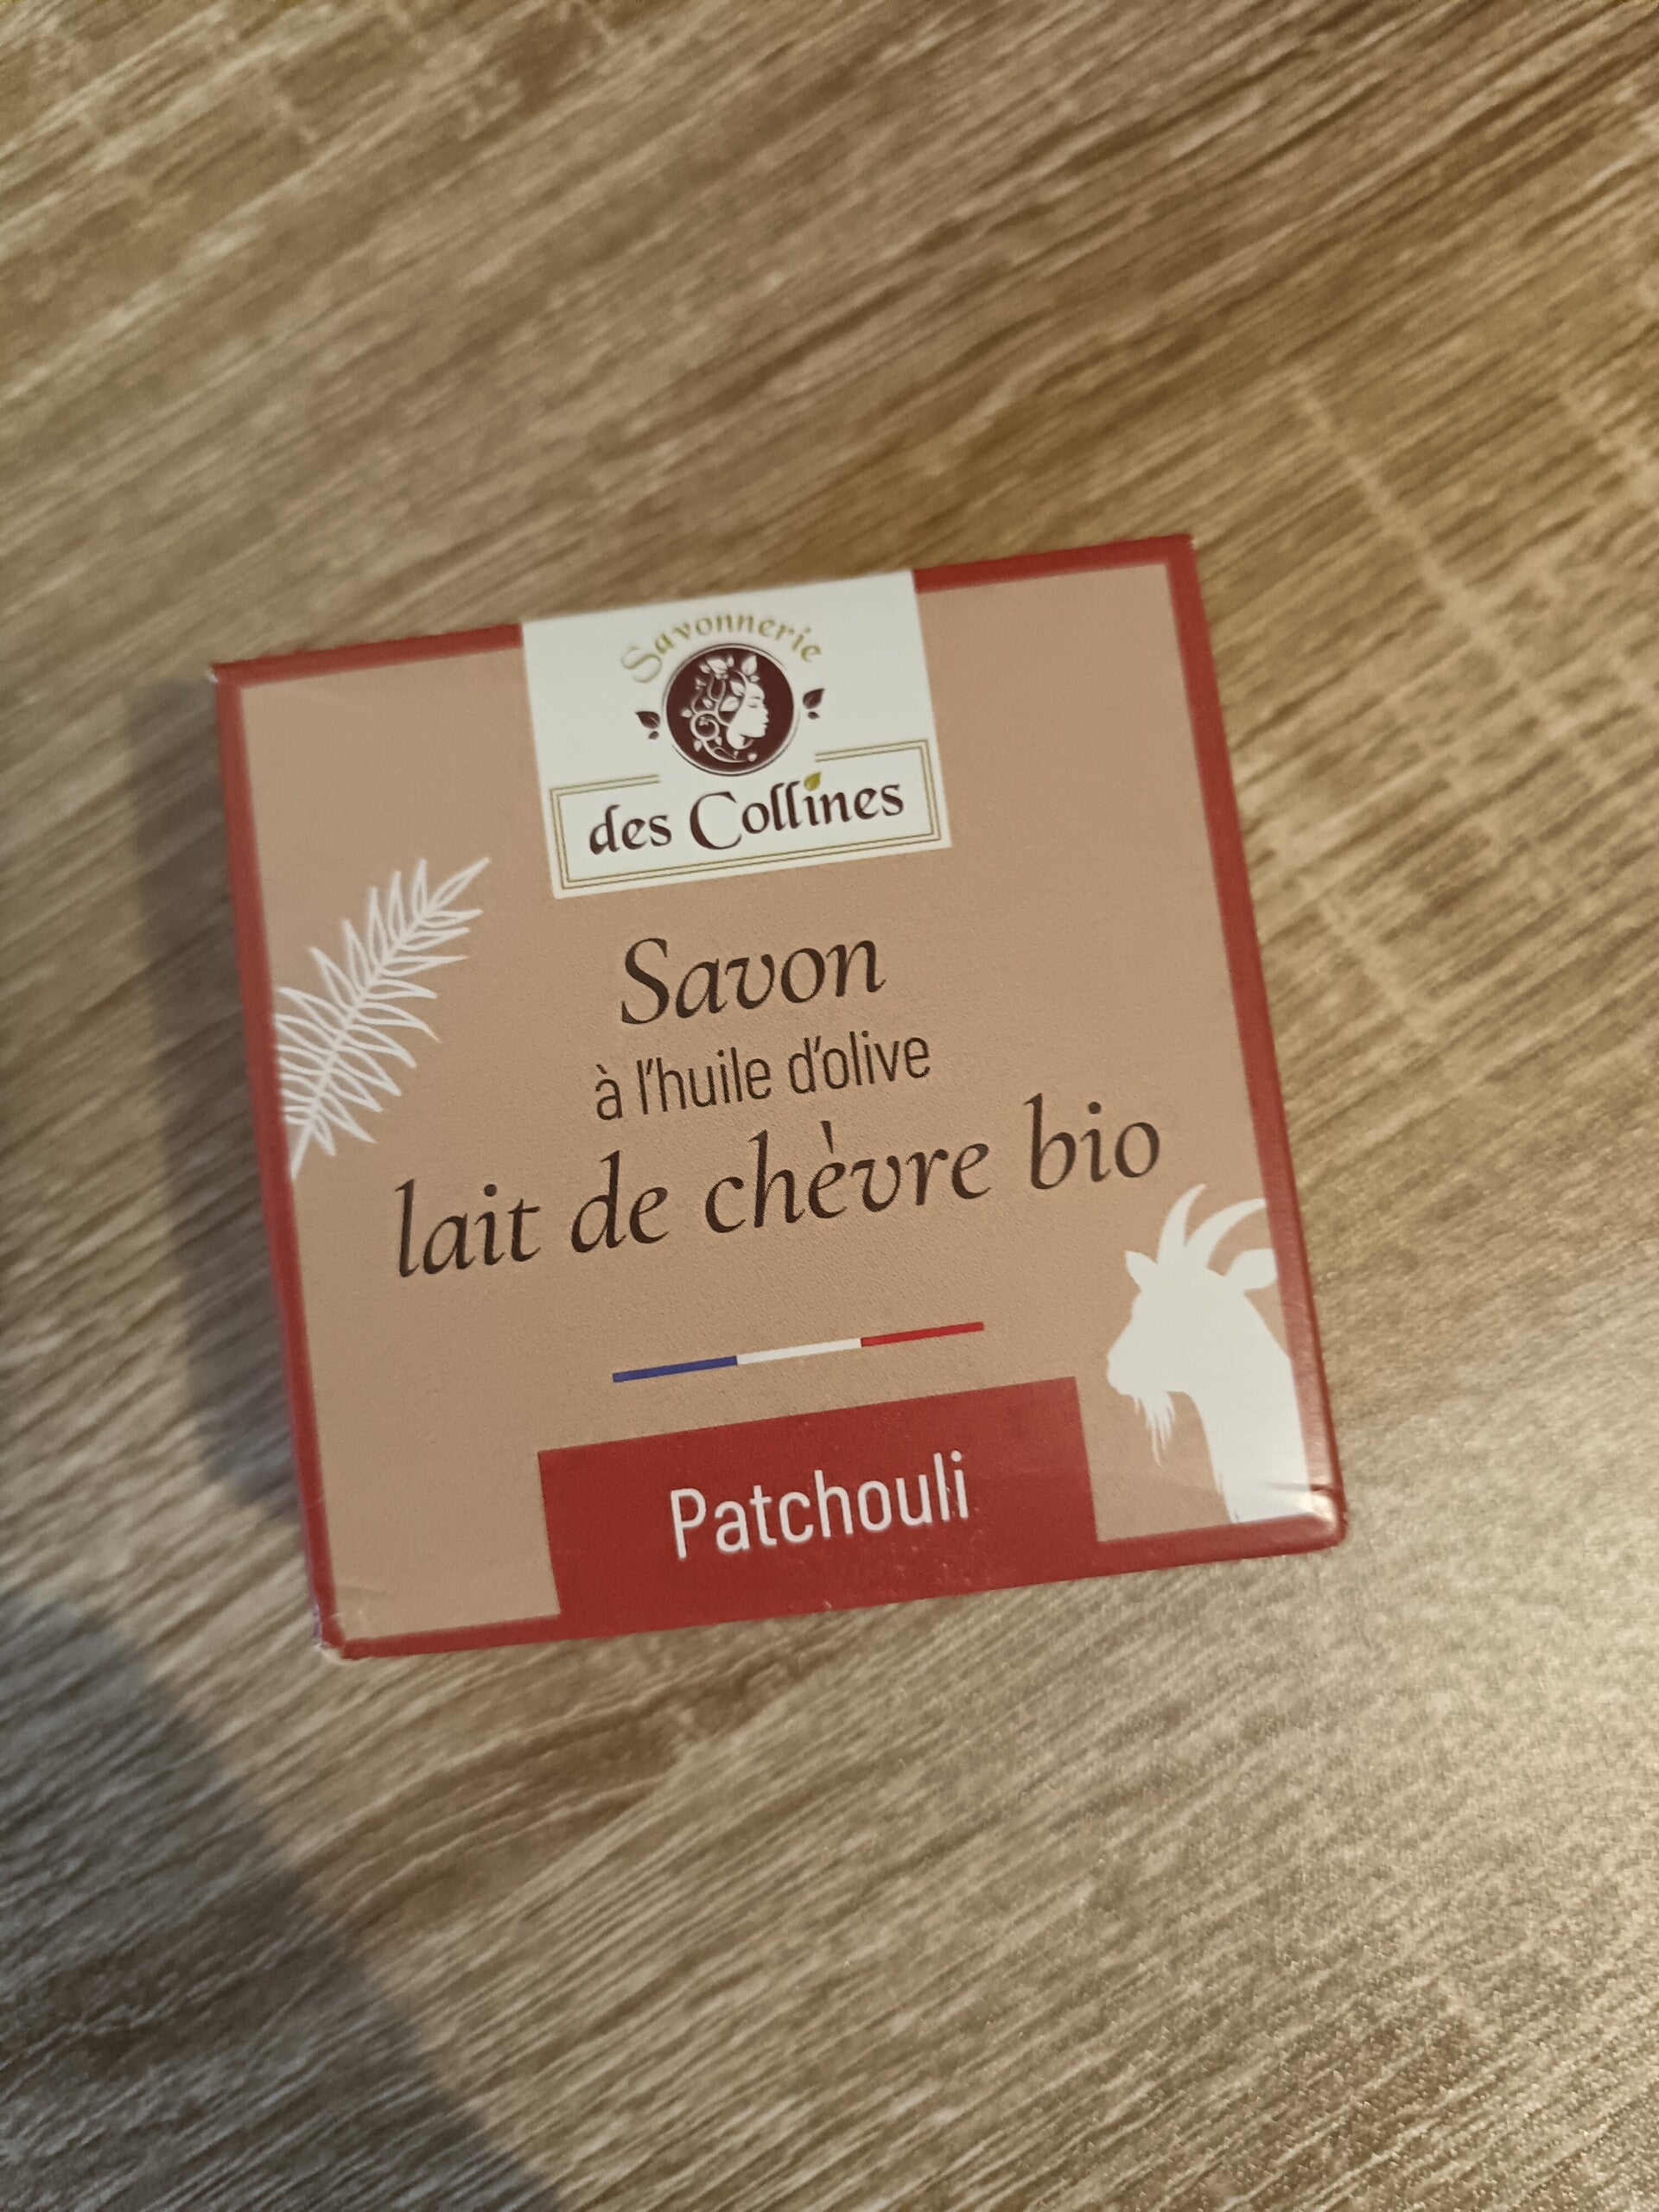 Savonnerie
des Collines
Savon
à l'huile d'olive
lait de chèvre bio
Patchouli